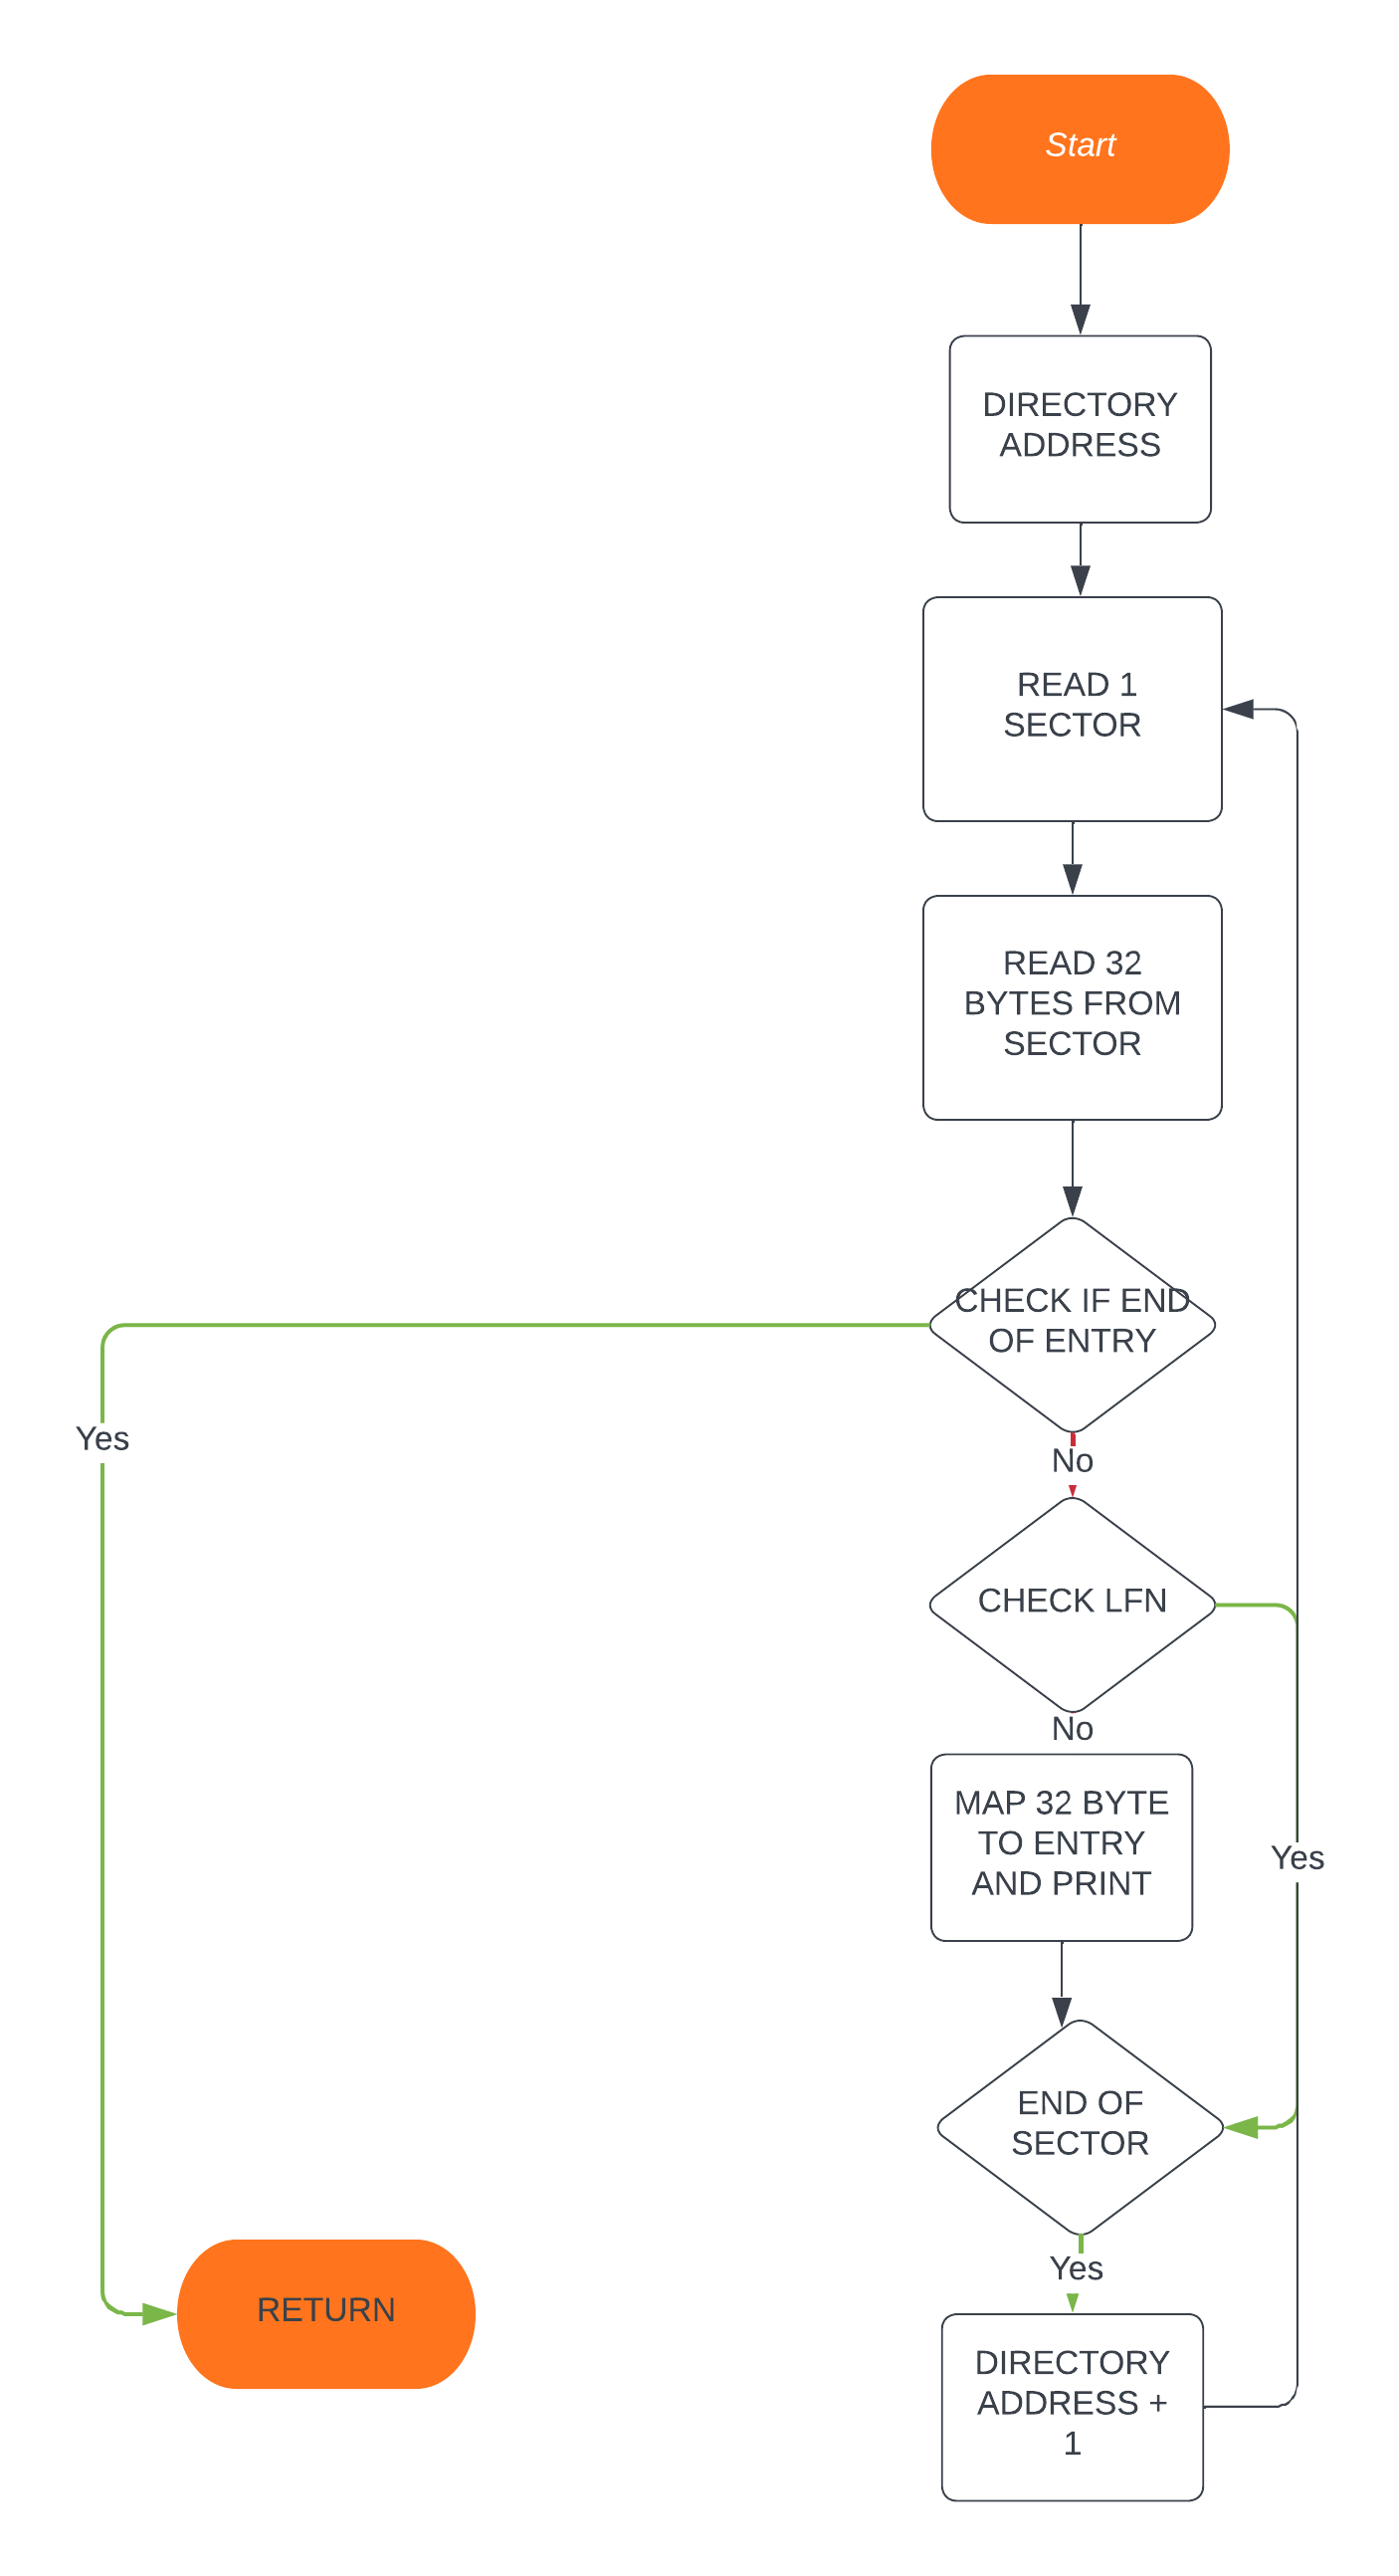 Start
DIRECTORY
ADDRESS
READ 1
SECTOR
READ 32
BYTES FROM
SECTOR
CHECK IF END
OF ENTRY
Yes
No
CHECK LFN
No
MAP 32 BYTE
TO ENTRY
AND PRINT
Yes
END OF
SECTOR
Yes
RETURN
DIRECTORY
ADDRESS +
1